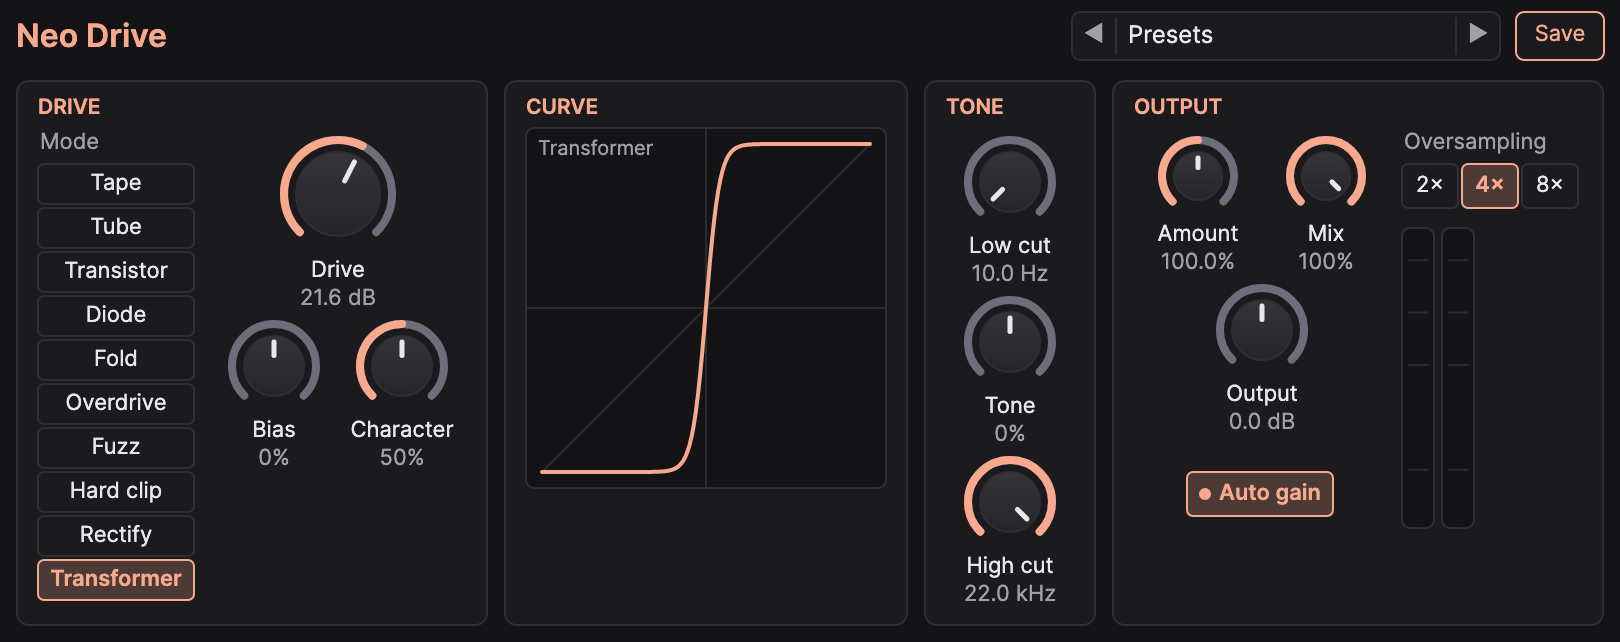 Neo Drive
Presets
Save
DRIVE
Mode
Tape
Tube
Transistor
Diode
Fold
Overdrive
Fuzz
Hard clip
Rectify
Transformer
Drive
21.6 dB
Bias
0%
Character
50%
CURVE
Transformer
TONE
Low cut
10.0 Hz
Tone
0%
High cut
22.0 kHz
OUTPUT
Amount
100.0%
Mix
100%
Output
0.0 dB
Auto gain
Oversampling
2× 4× 8×